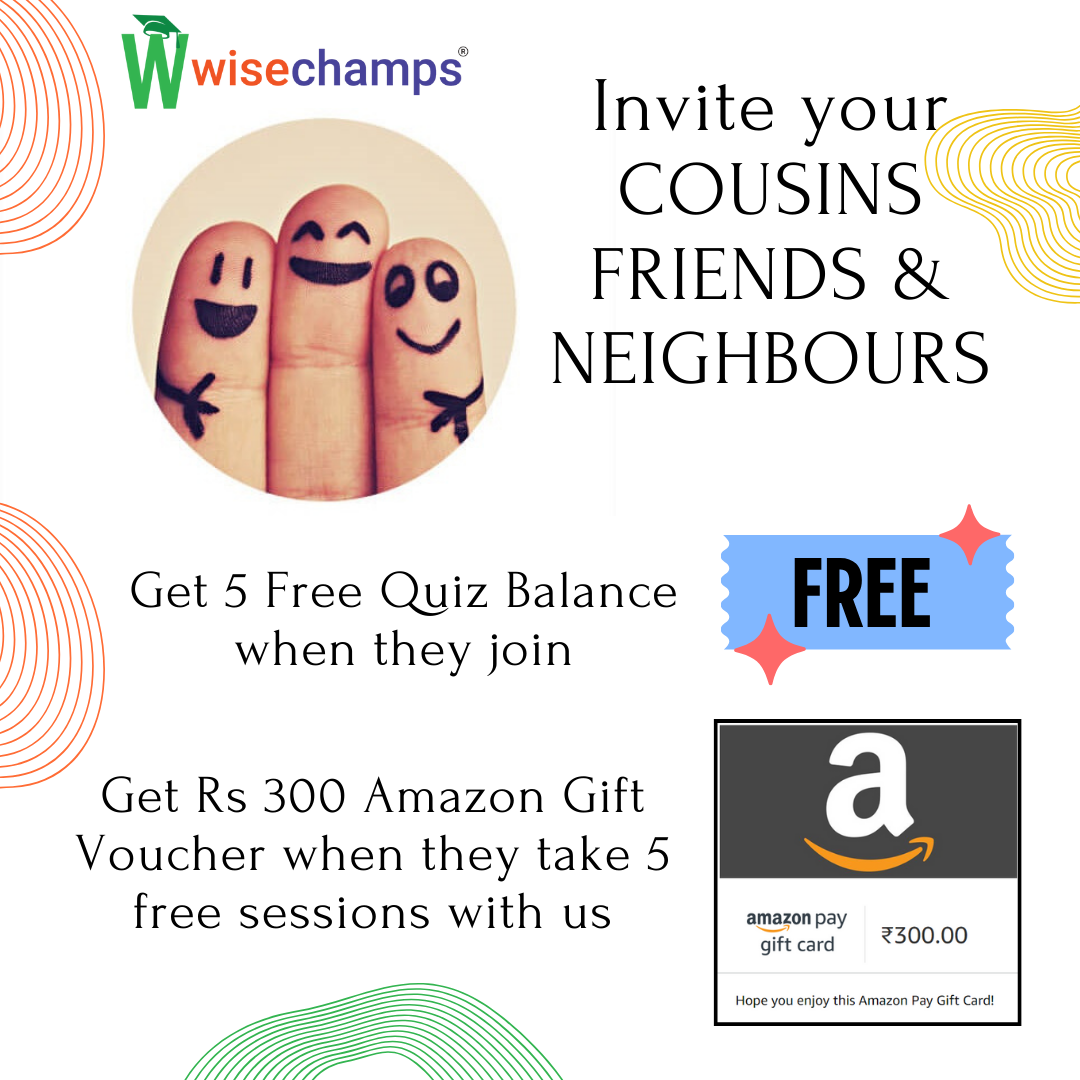 Wwisechamps®
Invite your
COUSINS
FRIENDS &
NEIGHBOURS
Get 5 Free Quiz Balance
when they join
FREE
Get Rs 300 Amazon Gift
Voucher when they take 5
free sessions with us
a
amazon pay
gift card
₹300.00
Hope you enjoy this Amazon Pay Gift Card!